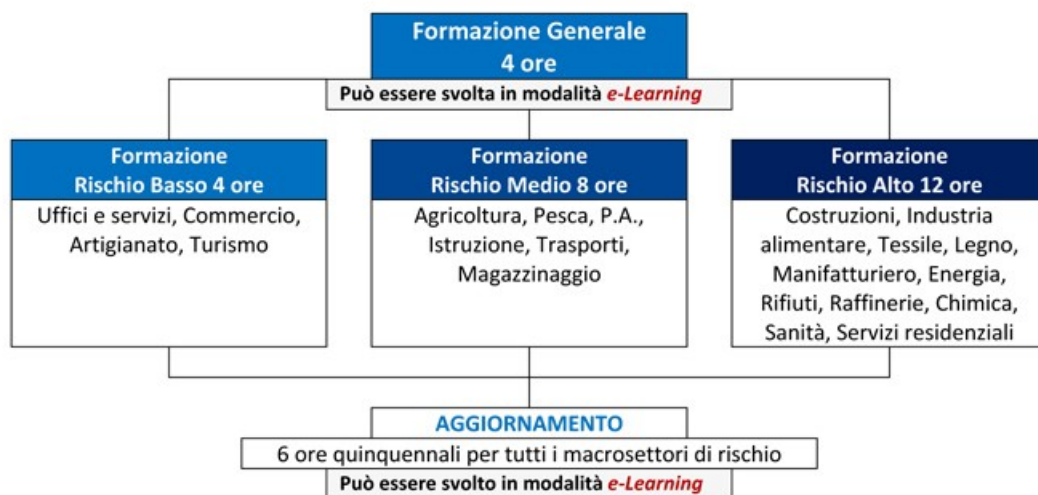 Formazione Generale
4 ore
Può essere svolta in modalità e-Learning
Formazione
Rischio Basso 4 ore
Uffici e servizi, Commercio,
Artigianato, Turismo
Formazione
Rischio Medio 8 ore
Agricoltura, Pesca, P.A.,
Istruzione, Trasporti,
Magazzinaggio
Formazione
Rischio Alto 12 ore
Costruzioni, Industria
alimentare, Tessile, Legno,
Manifatturiero, Energia,
Rifiuti, Raffinerie, Chimica,
Sanità, Servizi residenziali
AGGIORNAMENTO
6 ore quinquennali per tutti i macrosettori di rischio
Può essere svolto in modalità e-Learning